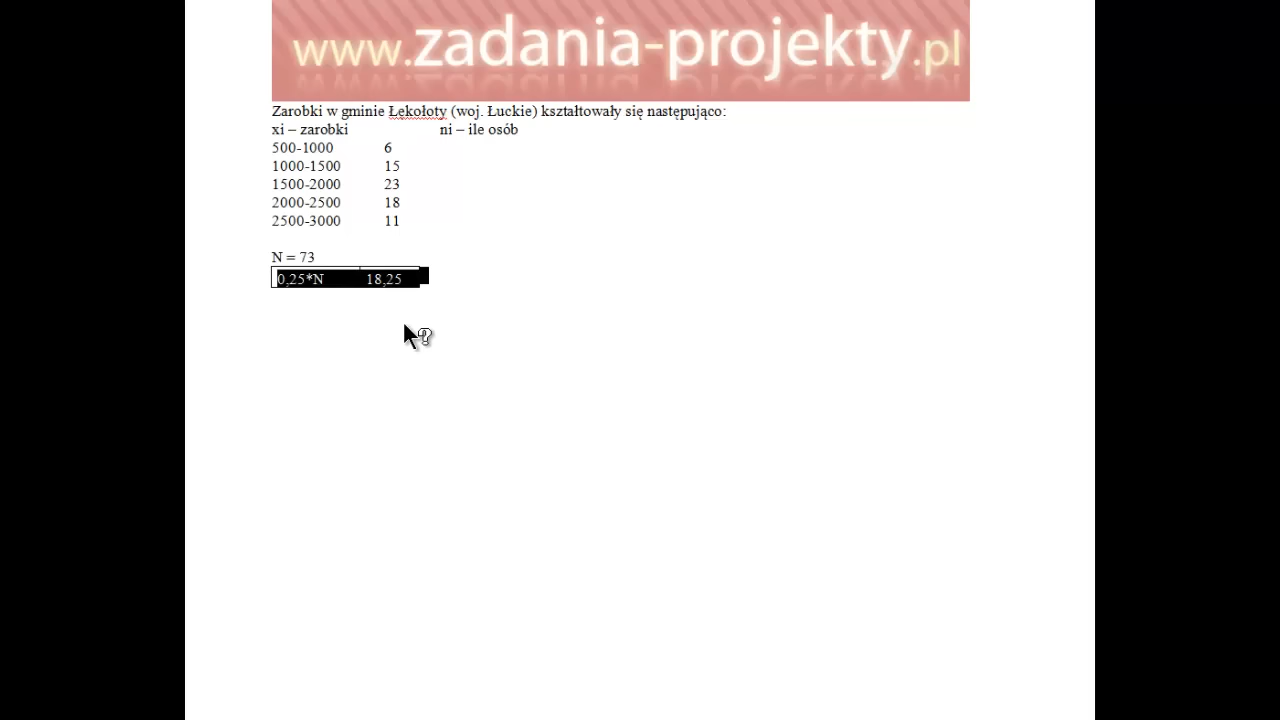 www.zadania-projekty.pl
Zarobki w gminie Łękołoty (woj. Łuckie) kształtowały się następująco:
xi – zarobki ni – ile osób
500-1000 6
1000-1500 15
1500-2000 23
2000-2500 18
2500-3000 11
N = 73
0,25*N 18,25